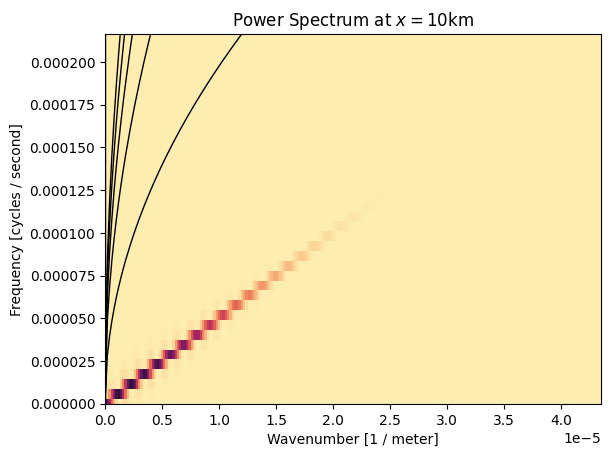 Power Spectrum at x = 10km
Frequency [cycles / second]
0.000200
0.000175
0.000150
0.000125
0.000100
0.000075
0.000050
0.000025
0.000000
0.0 0.5 1.0 1.5 2.0 2.5 3.0 3.5 4.0
1e−5
Wavenumber [1 / meter]